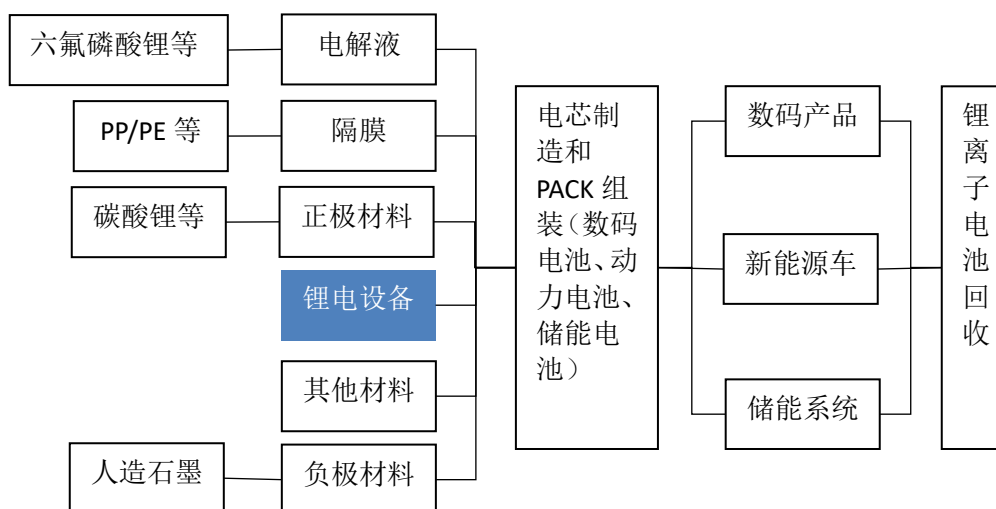 六氟磷酸锂等
电解液
PP/PE 等
隔膜
碳酸锂等
正极材料
锂电设备
其他材料
人造石墨
负极材料
电芯制
造和
PACK 组
装（数码
电池、动
力电池、
储能电
池）
数码产品
新能源车
储能系统
锂
离
子
电
池
回
收